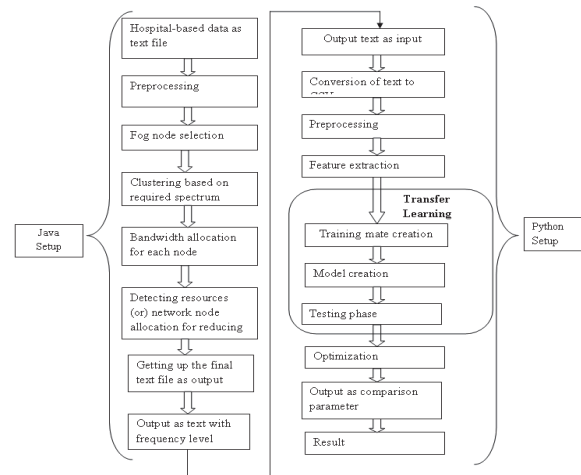 Java
Setup
Hospital-based data as
text file
Preprocessing
Fog node selection
Clustering based on
required spectrum
Bandwidth allocation
for each node
Detecting resources
(or) network node
allocation for reducing
Getting up the final
text file as output
Output as text with
frequency level
Output text as input
Conversion of text to
Preprocessing
Feature extraction
Transfer
Learning
Training mate creation
Model creation
Testing phase
Optimization
Output as comparison
parameter
Result
Python
Setup